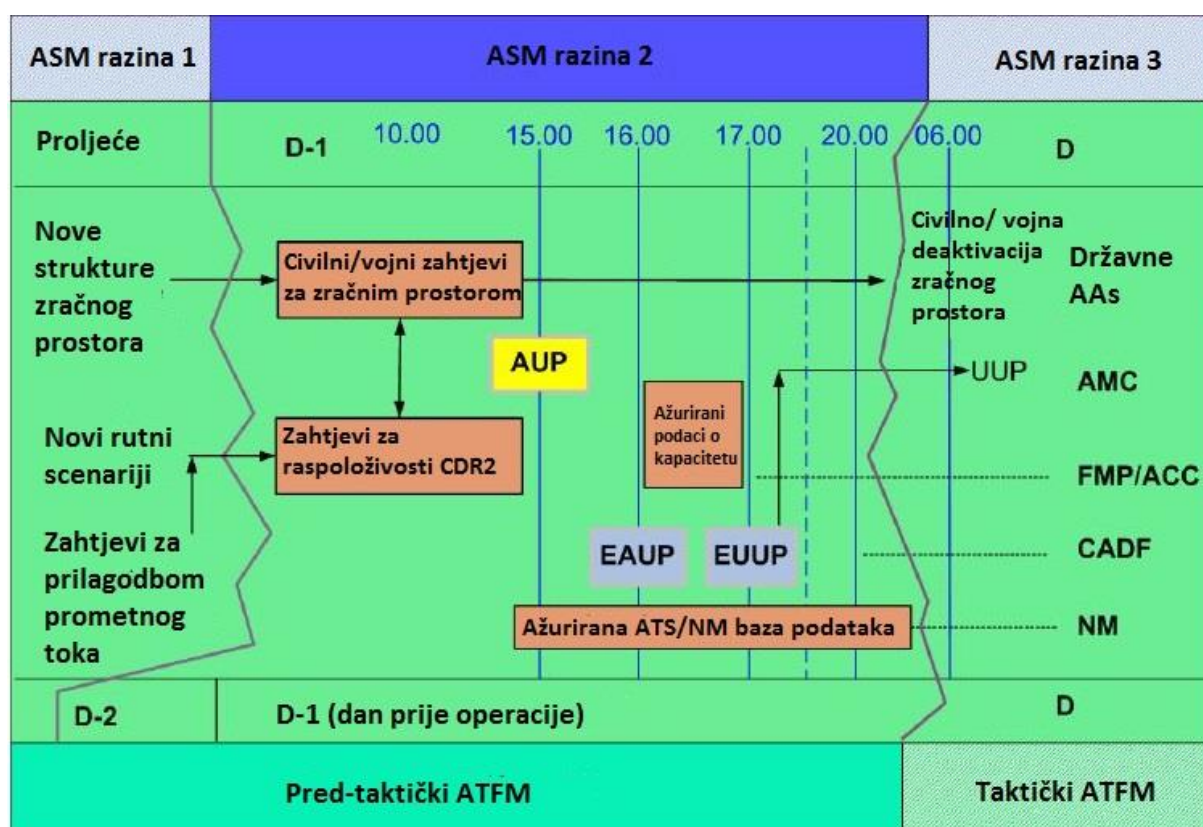 ASM razina 1
ASM razina 2
ASM razina 3
Proljeće
D-1
10.00
15.00
16.00
17.00
20.00
06.00
D
Nove
strukture
zračnog
prostora
Civilni/vojni zahtjevi
za zračnim prostorom
Civilno/ vojna
deaktivacija
zračnog
prostora
Državne
AAs
AUP
UUP
AMC
Novi rutni
scenariji
Zahtjevi za
raspoloživosti CDR2
Ažurirani
podaci o
kapacitetu
FMP/ACC
Zahtjevi za
prilagodbom
prometnog
toka
EAUP
EUUP
CADF
Ažurirana ATS/NM baza podataka
NM
D-2
D-1 (dan prije operacije)
D
Pred-taktički ATFM
Taktički ATFM